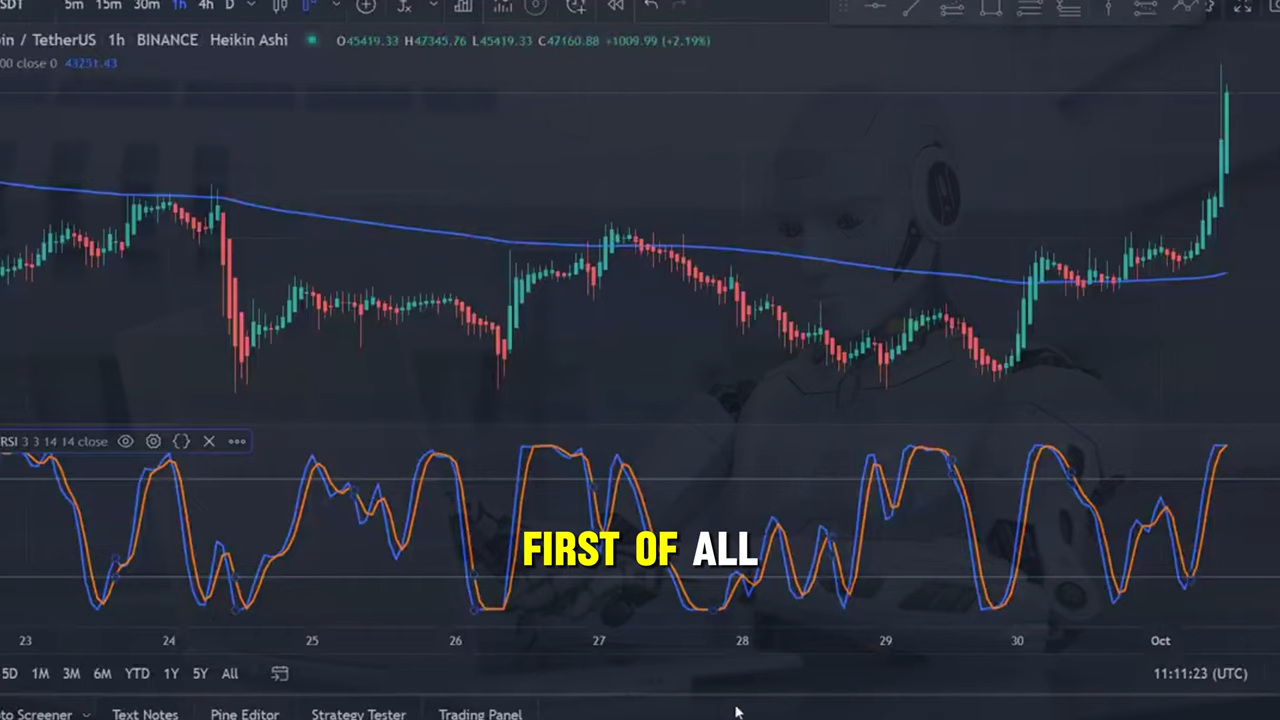 SDT 5m 15m 30m 1h 4h D
in / TetherUS 1h BINANCE Heikin Ashi O45419.33 H47345.76 L45419.33 C47160.88 +1009.99 (+2.19%)
00 close 0 43251.43
RSI 3 3 14 14 close
FIRST OF ALL
23 24 25 26 27 28 29 30 Oct
5D 1M 3M 6M YTD 1Y 5Y All 11:11:23 (UTC)
to Screener Text Notes Pine Editor Strategy Tester Trading Panel